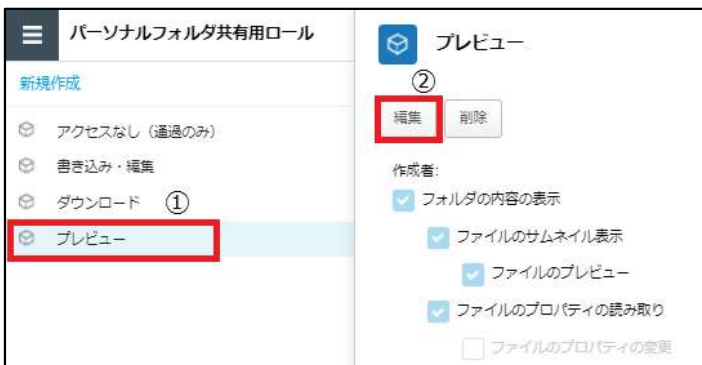 パーソナルフォルダ共有用ロール
新規作成
アクセスなし（通過のみ）
書き込み・編集
ダウンロード ①
プレビュー
プレビュー
②
編集 削除
作成者:
フォルダの内容の表示
ファイルのサムネイル表示
ファイルのプレビュー
ファイルのプロパティの読み取り
ファイルのプロパティの変更